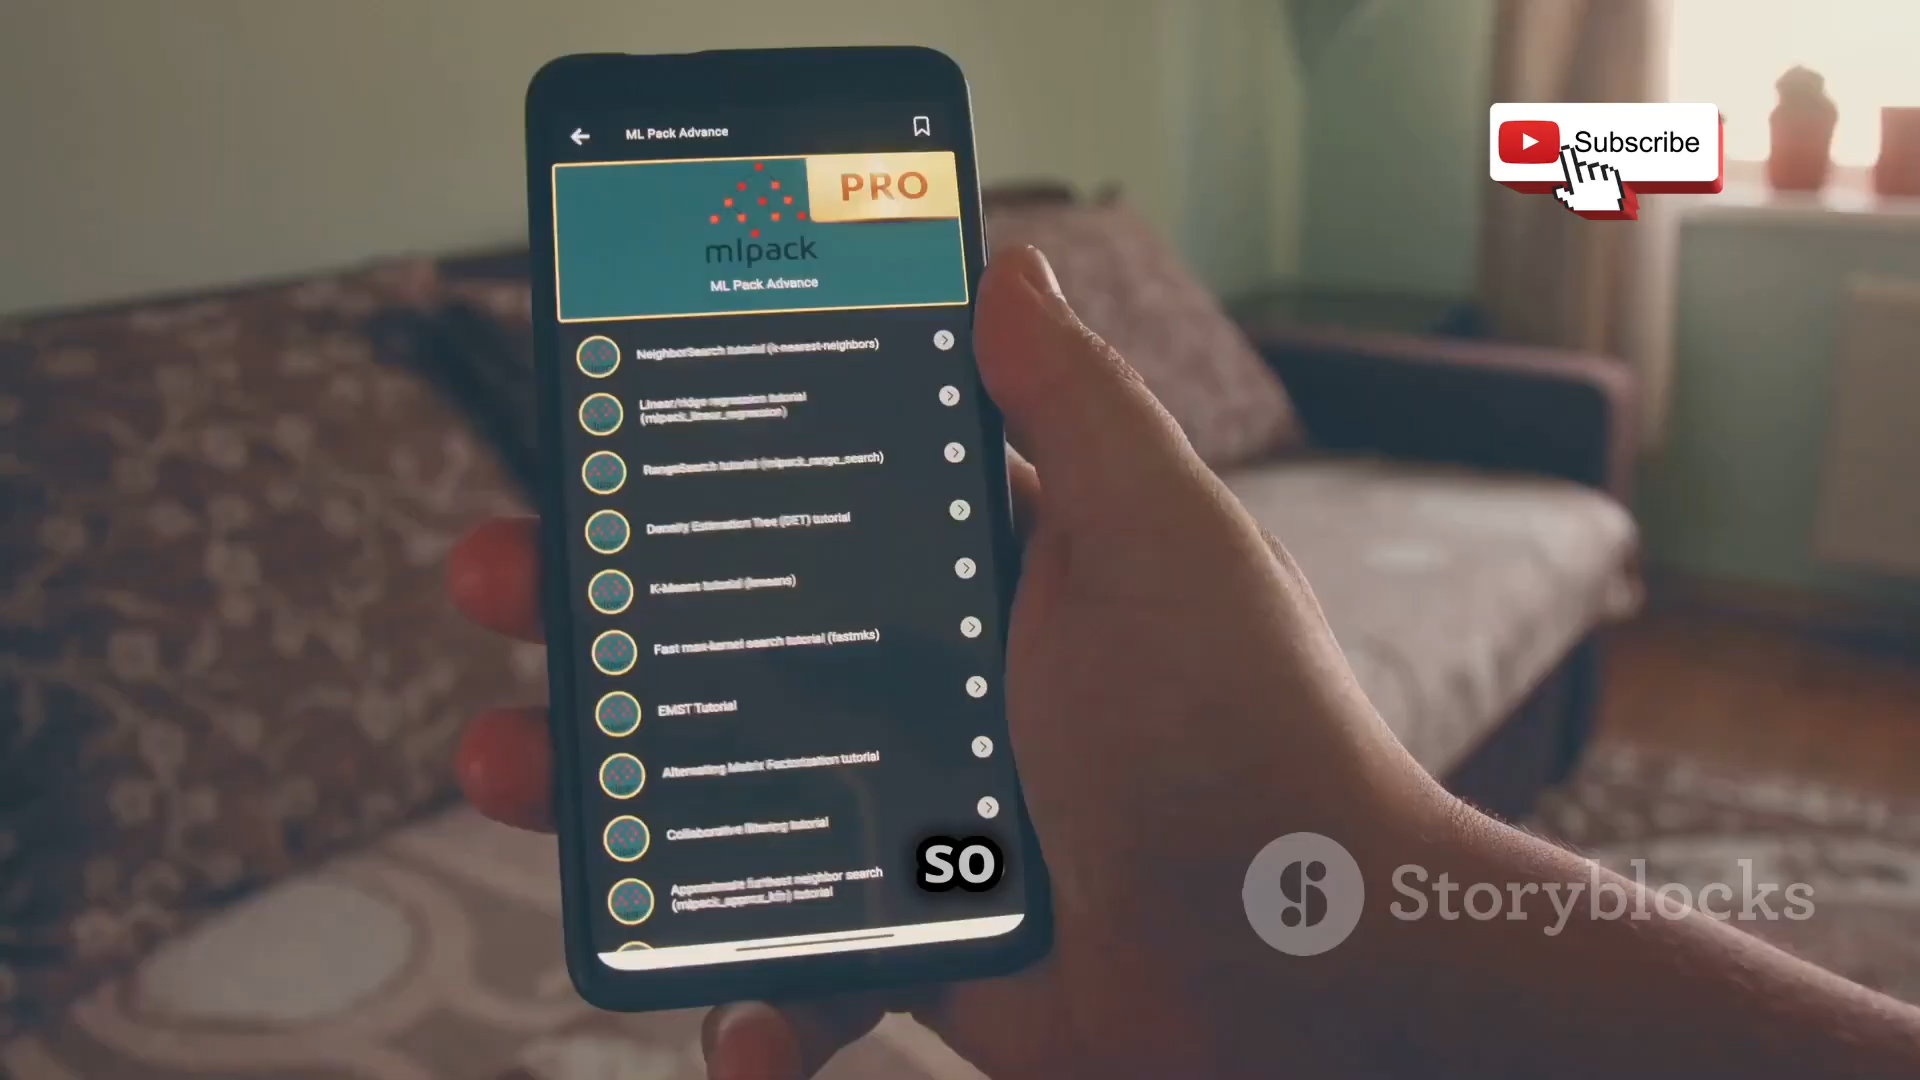 ML Pack Advance
PRO
mlpack
ML Pack Advance
Subscribe
NeighborSearch tutorial (k-nearest-neighbors)
Linear/ridge regression tutorial
(mlpack_linear_regression)
RangeSearch tutorial (mlpack_range_search)
Density Estimation Tree (DET) tutorial
K-Means tutorial (kmeans)
Fast max-kernel search tutorial (fastmks)
EMST Tutorial
Alternating Matrix Factorization tutorial
Collaborative filtering tutorial
Approximate furthest neighbor search
(mlpack_approx_kfn) tutorial
so
Storyblocks